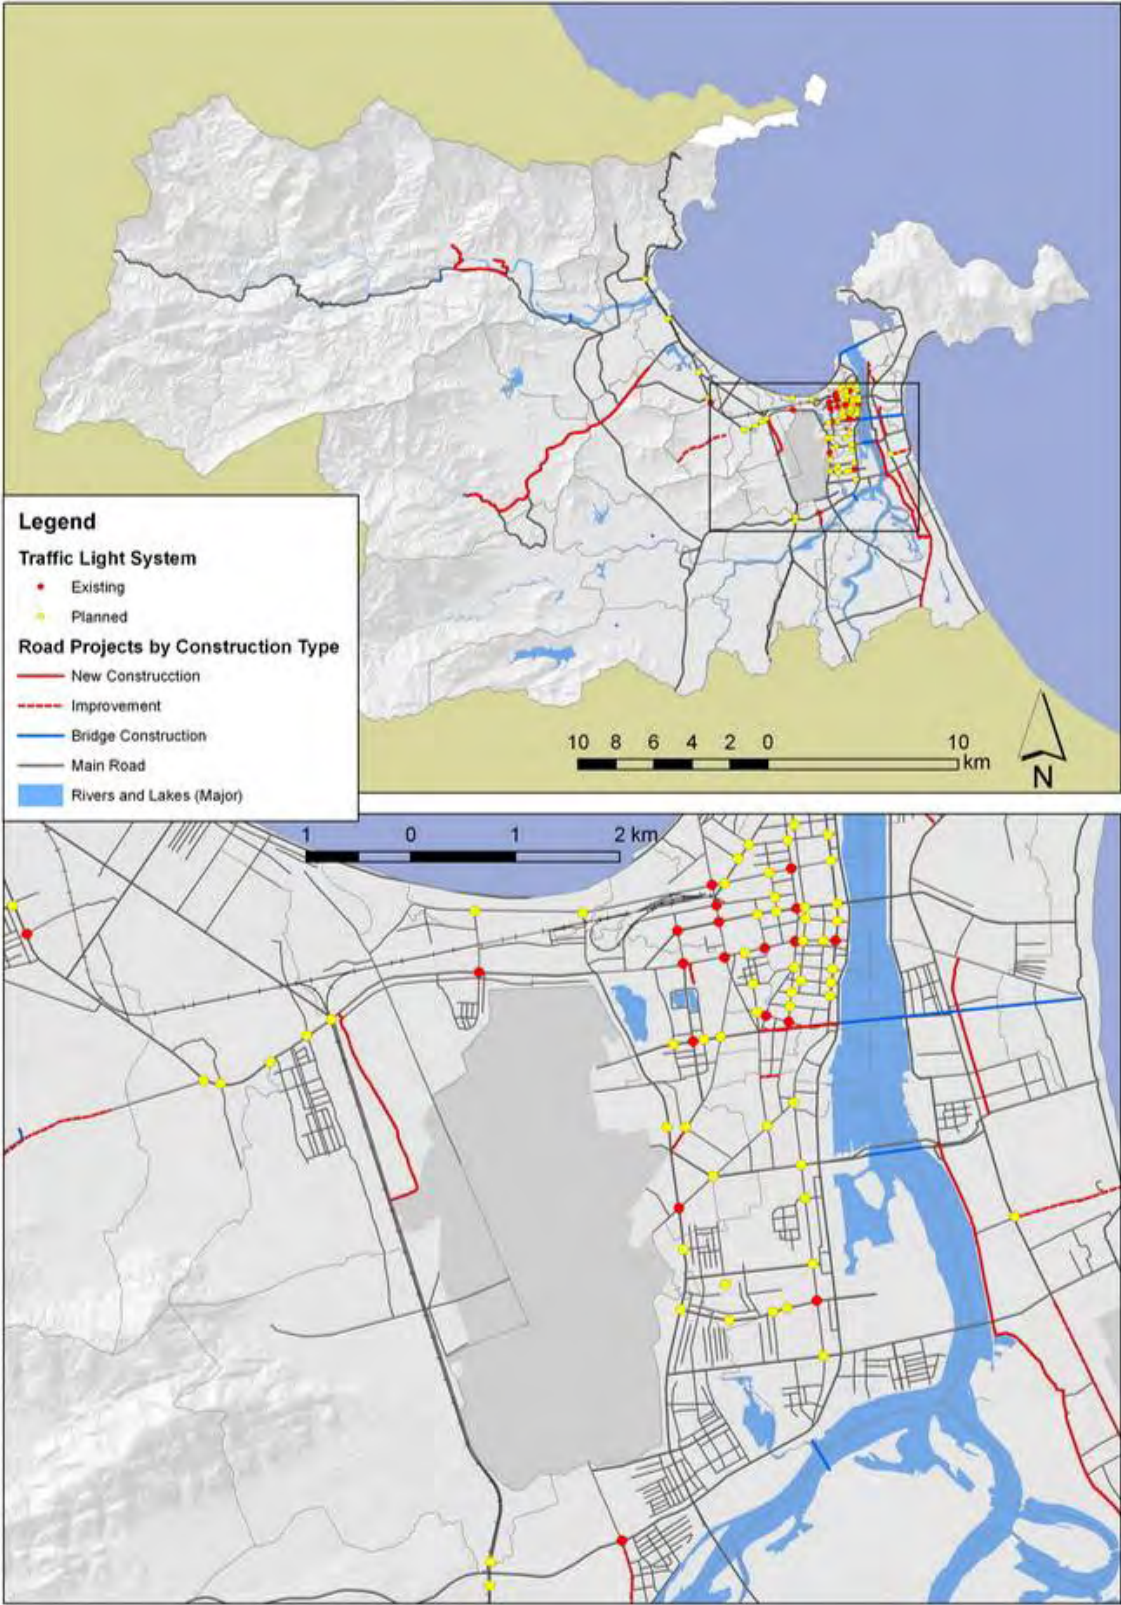 Legend
Traffic Light System
Existing
Planned
Road Projects by Construction Type
New Construcction
Improvement
Bridge Construction
Main Road
Rivers and Lakes (Major)
10 8 6 4 2 0 10
km
N
1 0 1 2 km